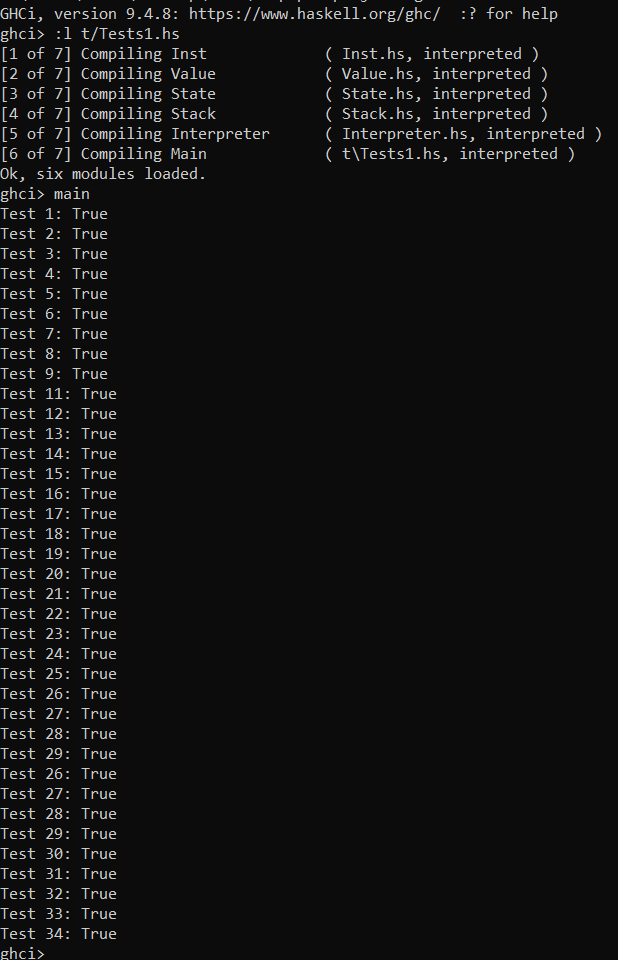 GHCi, version 9.4.8: https://www.haskell.org/ghc/  :? for help
ghci> :l t/Tests1.hs
[1 of 7] Compiling Inst             ( Inst.hs, interpreted )
[2 of 7] Compiling Value            ( Value.hs, interpreted )
[3 of 7] Compiling State            ( State.hs, interpreted )
[4 of 7] Compiling Stack            ( Stack.hs, interpreted )
[5 of 7] Compiling Interpreter      ( Interpreter.hs, interpreted )
[6 of 7] Compiling Main             ( t\Tests1.hs, interpreted )
Ok, six modules loaded.
ghci> main
Test 1: True
Test 2: True
Test 3: True
Test 4: True
Test 5: True
Test 6: True
Test 7: True
Test 8: True
Test 9: True
Test 11: True
Test 12: True
Test 13: True
Test 14: True
Test 15: True
Test 16: True
Test 17: True
Test 18: True
Test 19: True
Test 20: True
Test 21: True
Test 22: True
Test 23: True
Test 24: True
Test 25: True
Test 26: True
Test 27: True
Test 28: True
Test 29: True
Test 26: True
Test 27: True
Test 28: True
Test 29: True
Test 30: True
Test 31: True
Test 32: True
Test 33: True
Test 34: True
ghci>